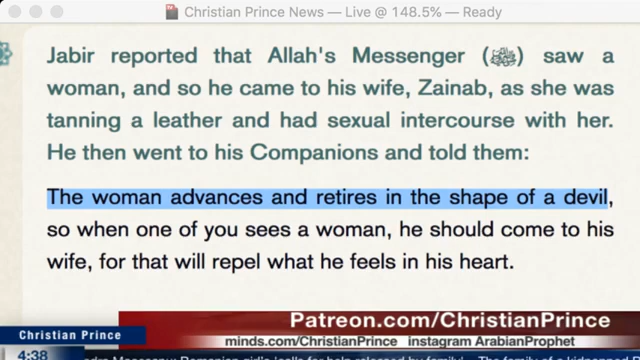 Christian Prince News — Live @ 148.5% — Ready
Jabir reported that Allah's Messenger (ﷺ) saw a
woman, and so he came to his wife, Zainab, as she was
tanning a leather and had sexual intercourse with her.
He then went to his Companions and told them:
The woman advances and retires in the shape of a devil,
so when one of you sees a woman, he should come to his
wife, for that will repel what he feels in his heart.
Patreon.com/ChristianPrince
Christian Prince
minds.com/ChristianPrince instagram ArabianProphet
4:38